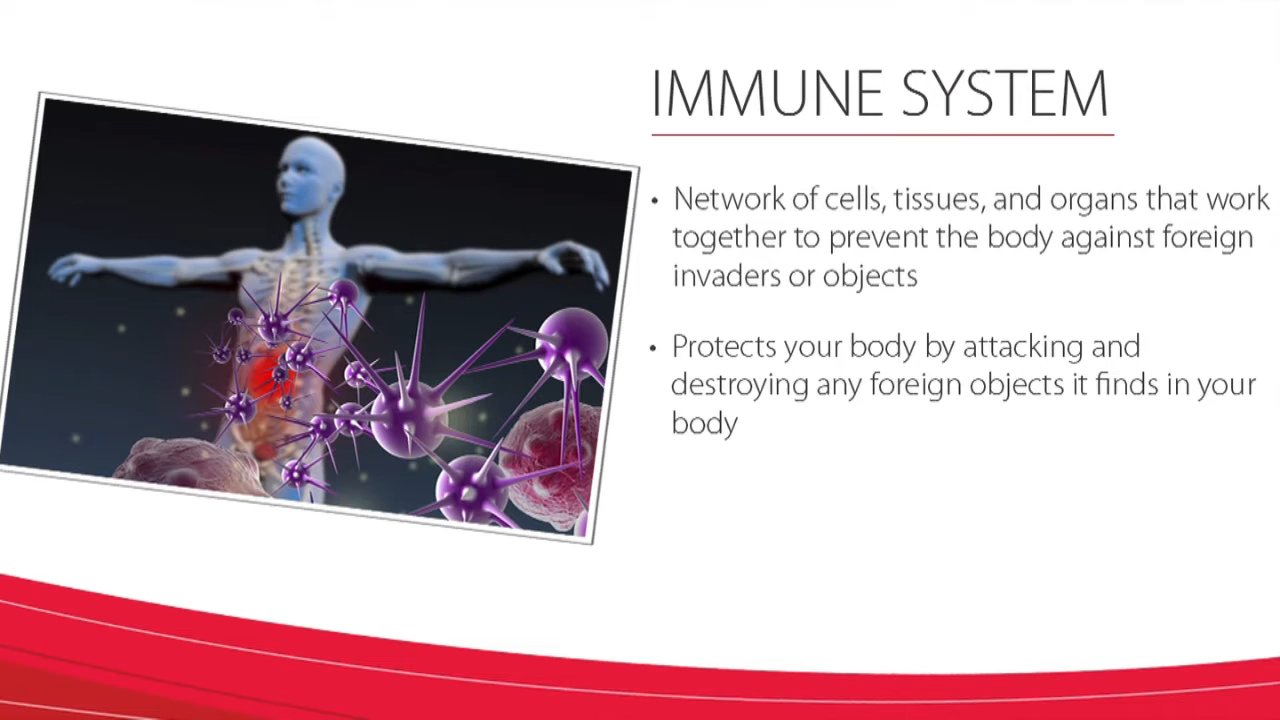 IMMUNE SYSTEM
• Network of cells, tissues, and organs that work
together to prevent the body against foreign
invaders or objects
• Protects your body by attacking and
destroying any foreign objects it finds in your
body